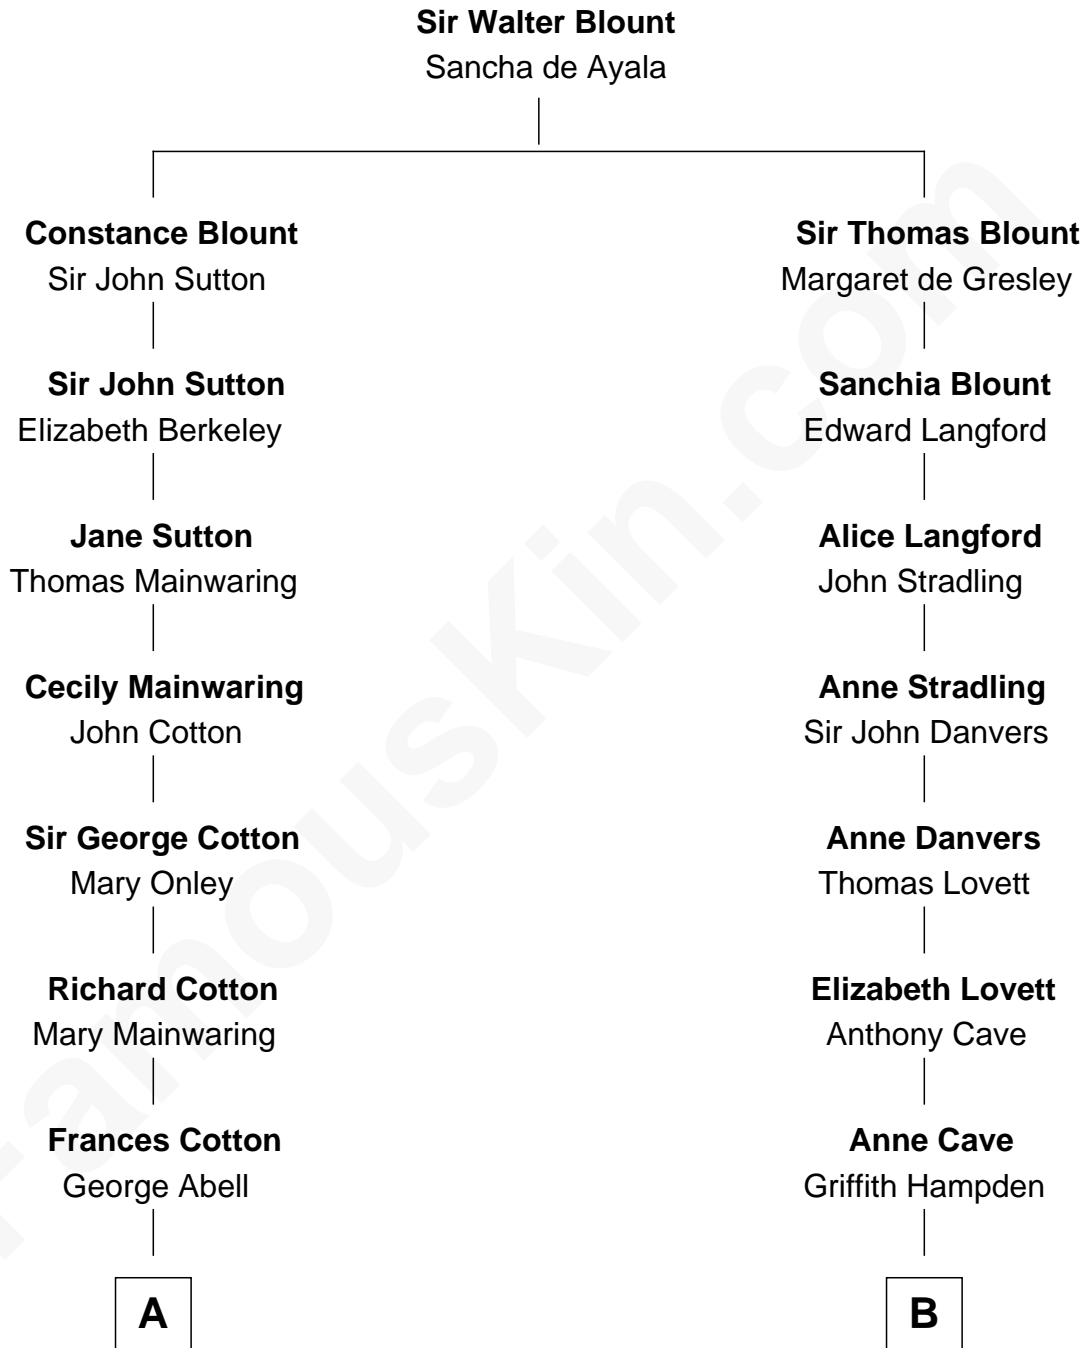 Sir Walter Blount
Sancha de Ayala
Constance Blount
Sir John Sutton
Sir Thomas Blount
Margaret de Gresley
Sir John Sutton
Elizabeth Berkeley
Sanchia Blount
Edward Langford
Jane Sutton
Thomas Mainwaring
Alice Langford
John Stradling
Cecily Mainwaring
John Cotton
Anne Stradling
Sir John Danvers
Sir George Cotton
Mary Onley
Anne Danvers
Thomas Lovett
Richard Cotton
Mary Mainwaring
Elizabeth Lovett
Anthony Cave
Frances Cotton
George Abell
Anne Cave
Griffith Hampden
A
B
FamousKin.com